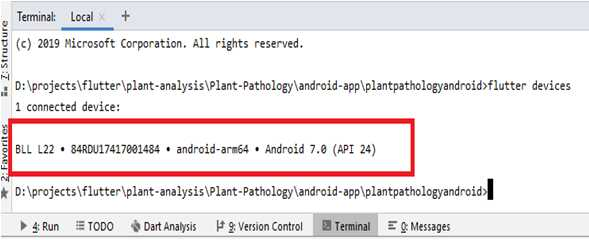 Terminal: Local × +
(c) 2019 Microsoft Corporation. All rights reserved.
D:\projects\flutter\plant-analysis\Plant-Pathology\android-app\plantpathologyandroid>flutter devices
1 connected device:
BLL L22 • 84RDU17417001484 • android-arm64 • Android 7.0 (API 24)
D:\projects\flutter\plant-analysis\Plant-Pathology\android-app\plantpathologyandroid>
7: Structure
2: Favorites
4: Run TODO Dart Analysis 9: Version Control Terminal 0: Messages